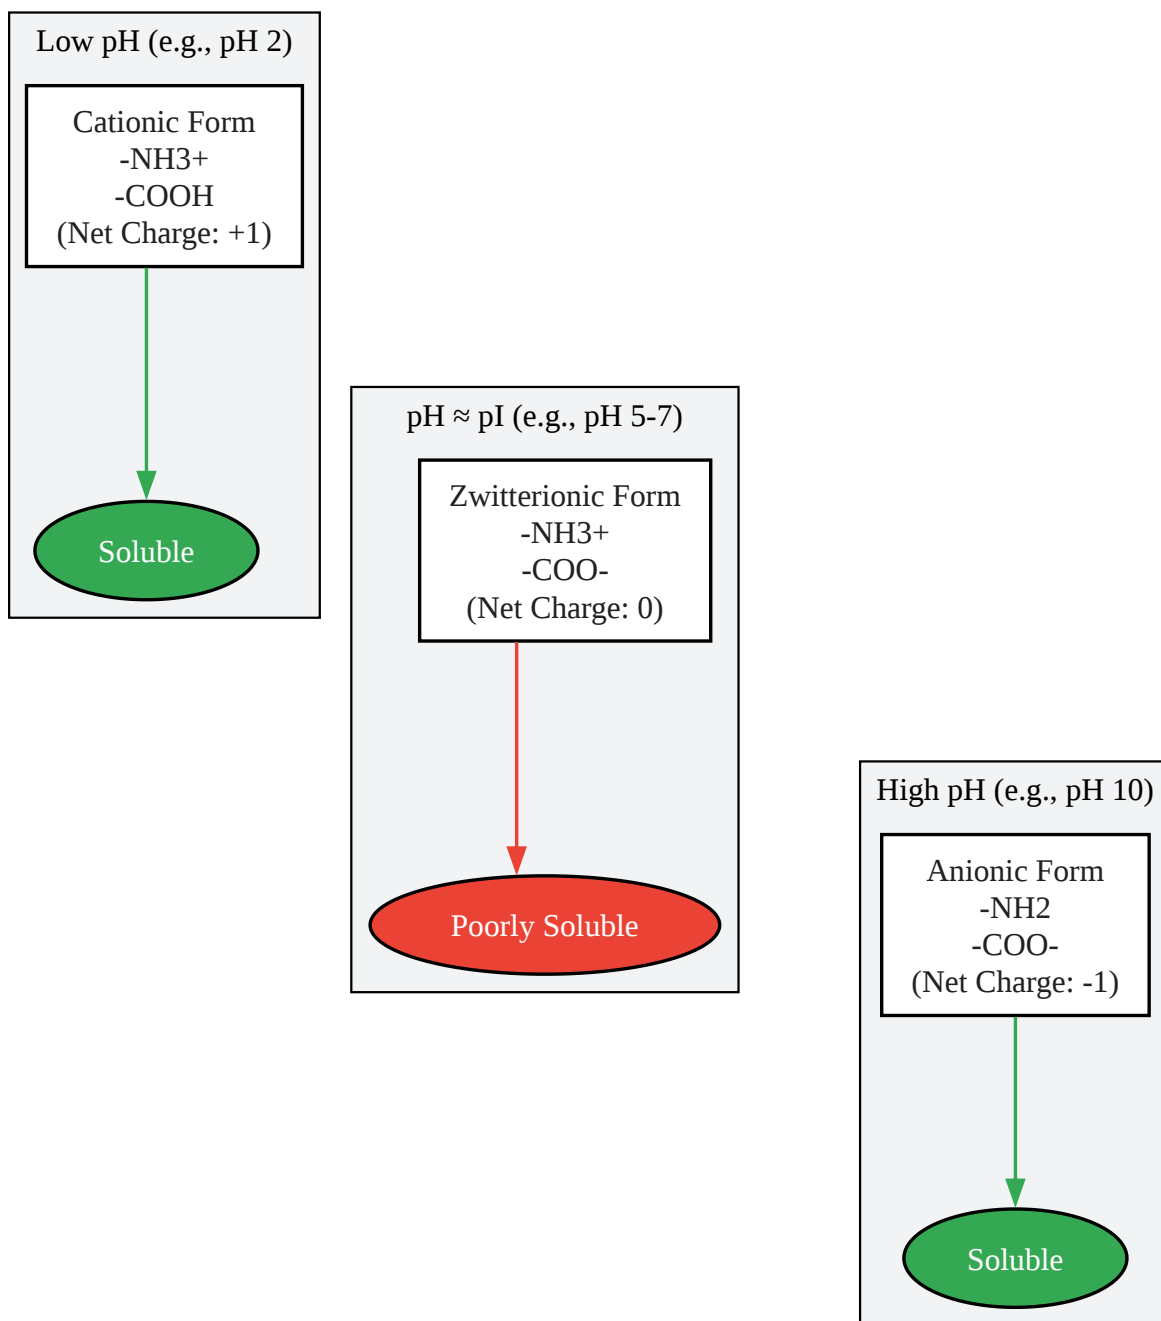 Low pH (e.g., pH 2)
Cationic Form
-NH3+
-COOH
(Net Charge: +1)
Soluble
pH ≈ pI (e.g., pH 5-7)
Zwitterionic Form
-NH3+
-COO-
(Net Charge: 0)
Poorly Soluble
High pH (e.g., pH 10)
Anionic Form
-NH2
-COO-
(Net Charge: -1)
Soluble